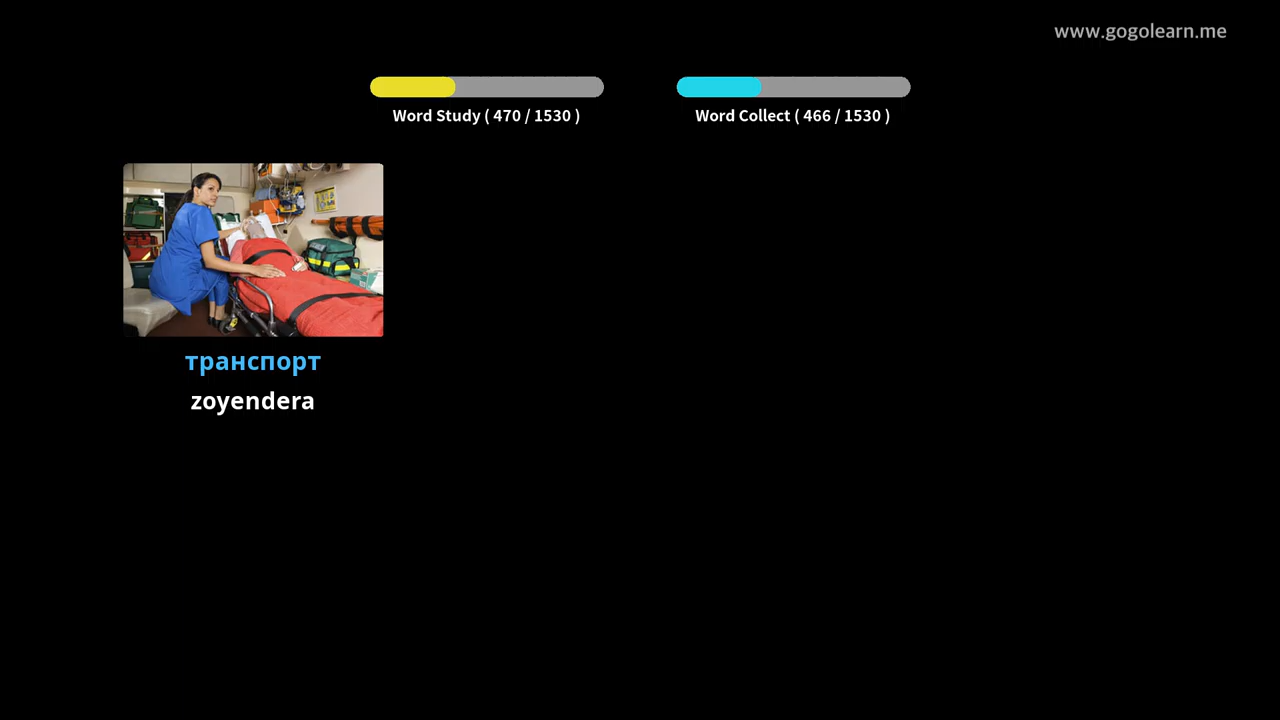 www.gogolearn.me
Word Study ( 470 / 1530 )
Word Collect ( 466 / 1530 )
транспорт
zoyendera